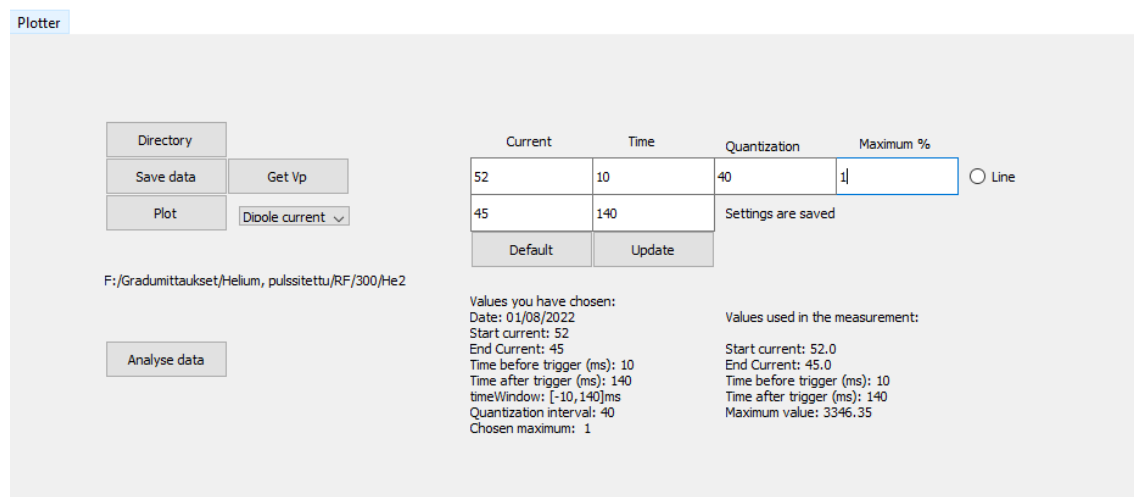 Plotter
Directory
Current Time Quantization Maximum %
Save data Get Vp 52 10 40 1 Line
Plot Dipole current 45 140 Settings are saved
Default Update
F:/Gradumittaukset/Helium, pulssitettu/RF/300/He2
Analyse data
Values you have chosen:
Date: 01/08/2022
Start current: 52
End Current: 45
Time before trigger (ms): 10
Time after trigger (ms): 140
timeWindow: [-10,140]ms
Quantization interval: 40
Chosen maximum: 1
Values used in the measurement:
Start current: 52.0
End Current: 45.0
Time before trigger (ms): 10
Time after trigger (ms): 140
Maximum value: 3346.35